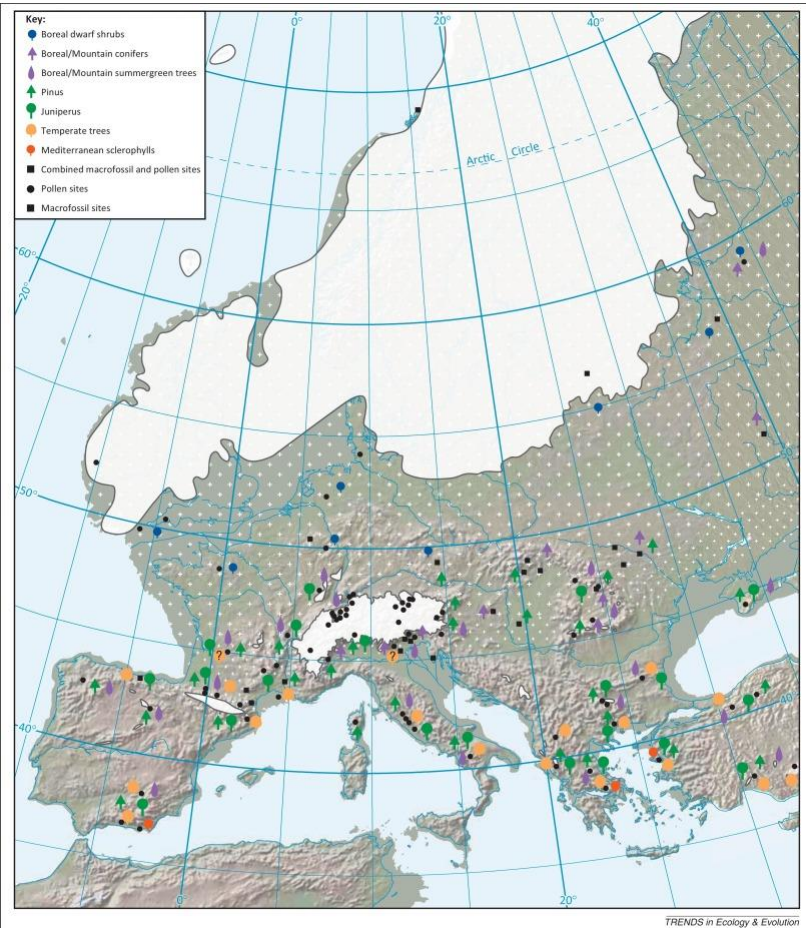 Key:
Boreal dwarf shrubs
Boreal/Mountain conifers
Boreal/Mountain summergreen trees
Pinus
Juniperus
Temperate trees
Mediterranean sclerophylls
Combined macrofossil and pollen sites
Pollen sites
Macrofossil sites
0°
20°
40°
Arctic Circle
60°
60°
20°
50°
?
?
40°
40°
0°
20°
TRENDS in Ecology & Evolution